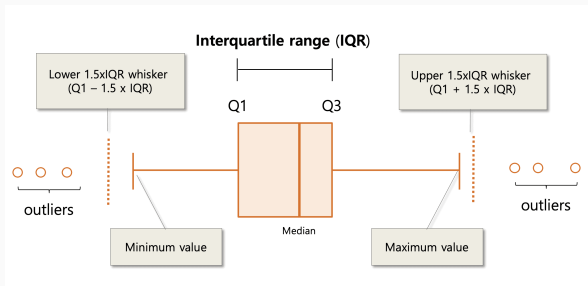 Interquartile range (IQR)
Lower 1.5xIQR whisker
(Q1 – 1.5 x IQR)
Upper 1.5xIQR whisker
(Q1 + 1.5 x IQR)
Q1
Q3
outliers
outliers
Median
Minimum value
Maximum value